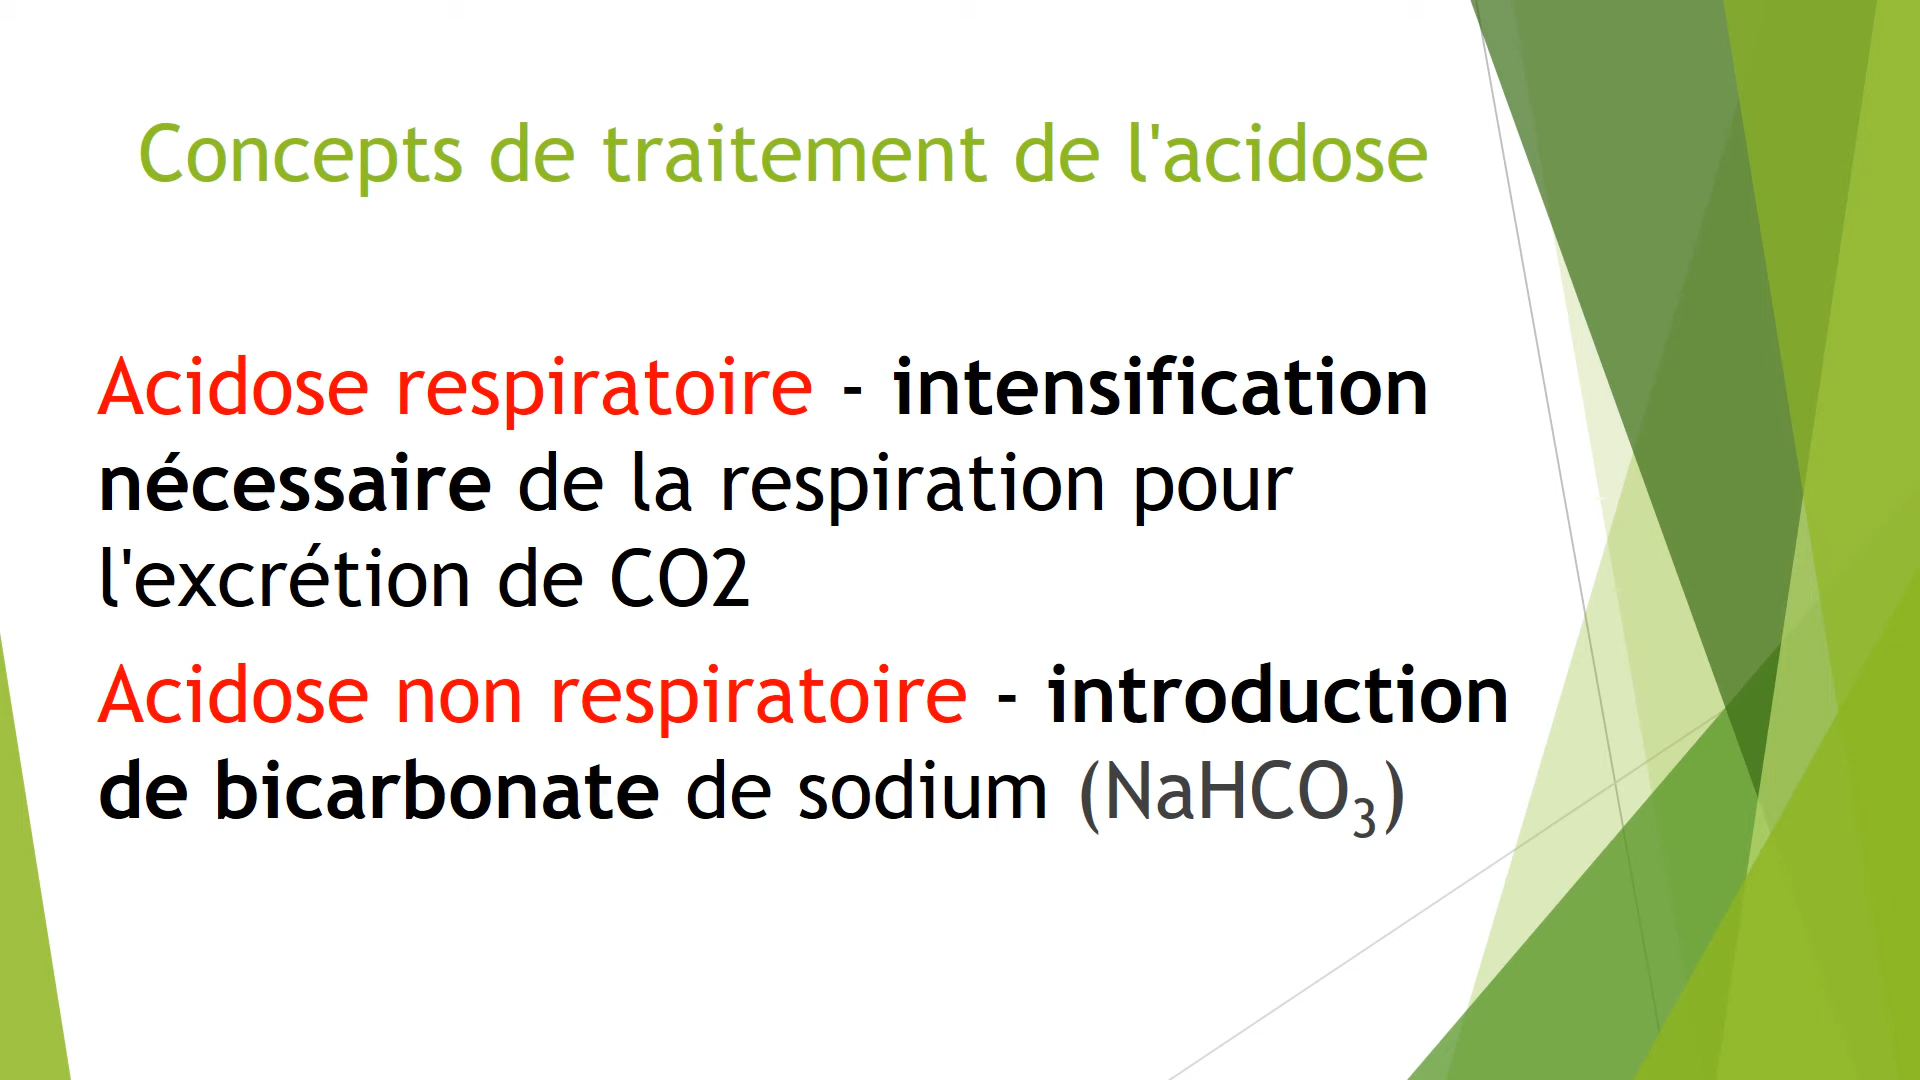 Concepts de traitement de l'acidose
Acidose respiratoire - intensification
nécessaire de la respiration pour
l'excrétion de CO2
Acidose non respiratoire - introduction
de bicarbonate de sodium (NaHCO₃)